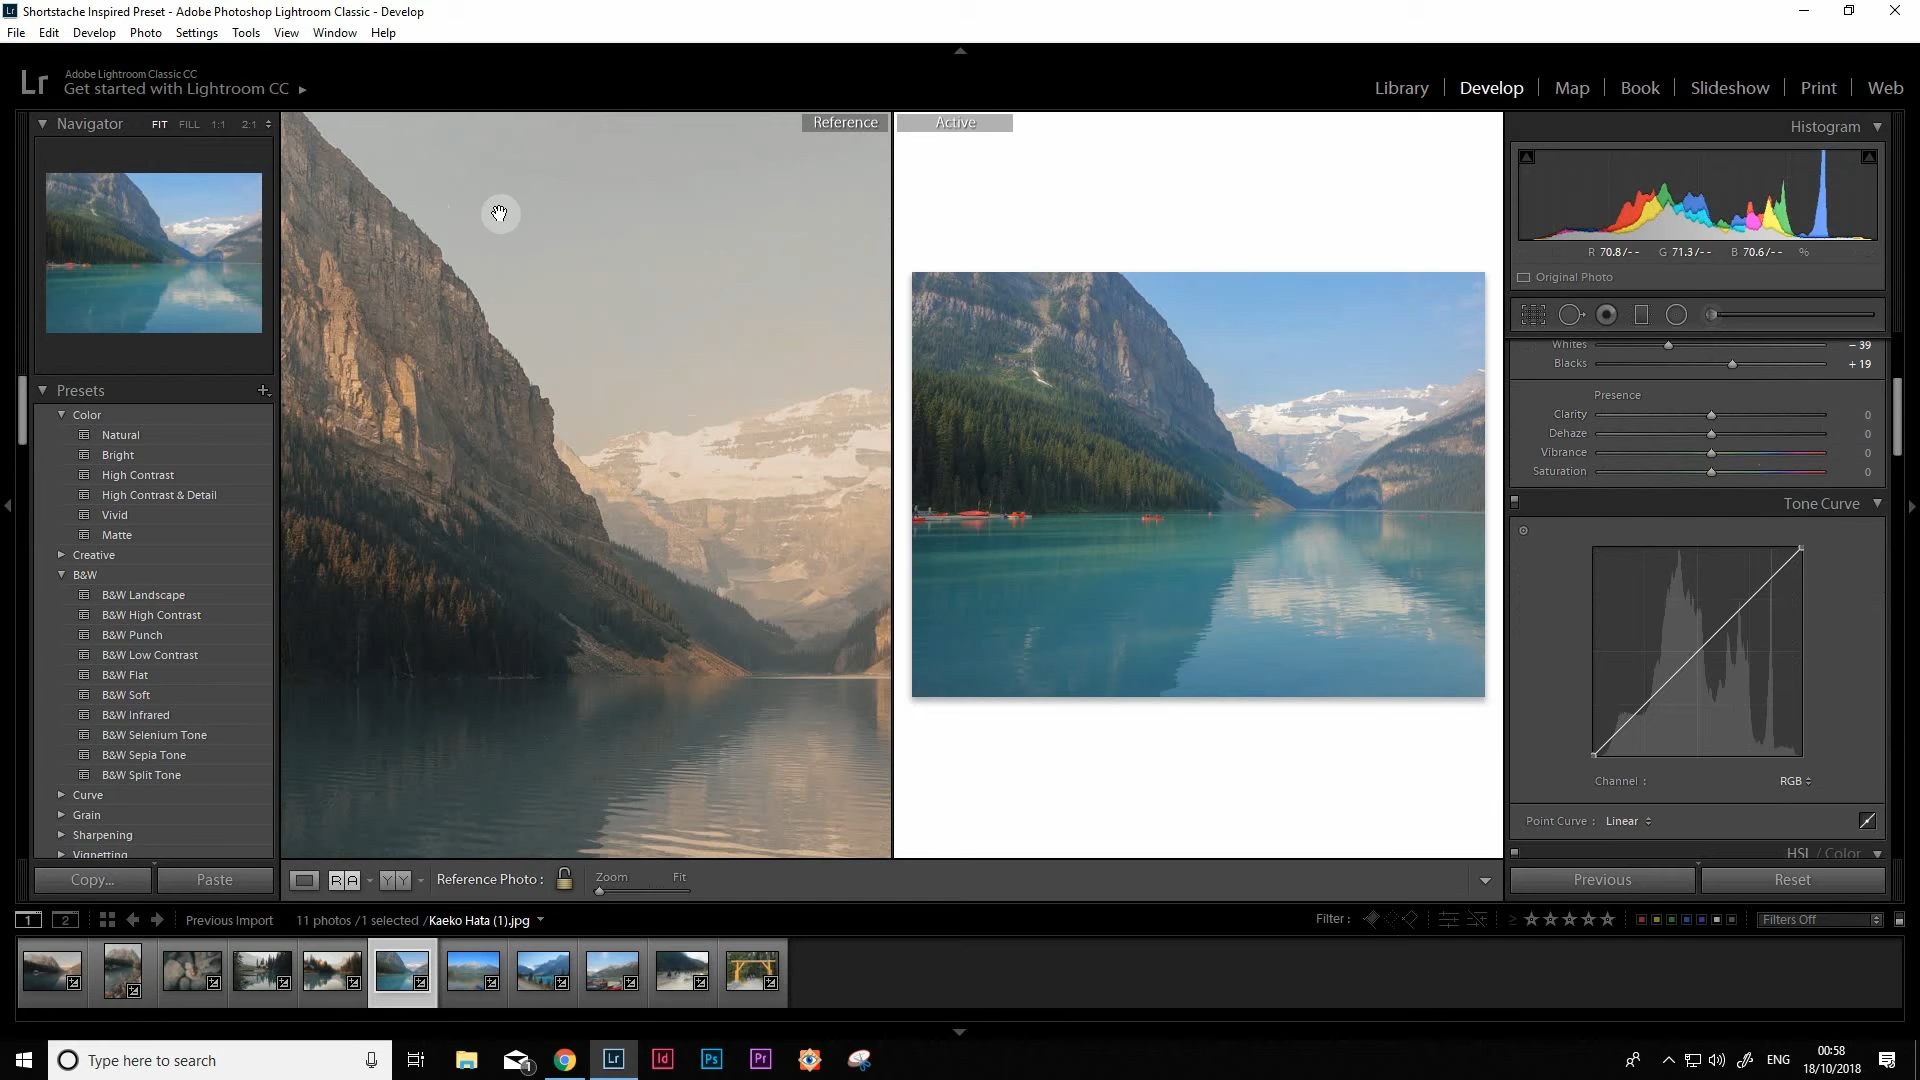 Shortstache Inspired Preset - Adobe Photoshop Lightroom Classic - Develop
File Edit Develop Photo Settings Tools View Window Help
Lr
Adobe Lightroom Classic CC
Get started with Lightroom CC
Library Develop Map Book Slideshow Print Web
Navigator FIT FILL 1:1 2:1
Reference
Active
Histogram
R 70.8/-- G 71.3/-- B 70.6/-- %
Original Photo
Whites – 39
Blacks + 19
Presence
Clarity 0
Dehaze 0
Vibrance 0
Saturation 0
Tone Curve
Channel : RGB
Point Curve : Linear
HSL / Color
Presets
Color
Natural
Bright
High Contrast
High Contrast & Detail
Vivid
Matte
Creative
B&W
B&W Landscape
B&W High Contrast
B&W Punch
B&W Low Contrast
B&W Flat
B&W Soft
B&W Infrared
B&W Selenium Tone
B&W Sepia Tone
B&W Split Tone
Curve
Grain
Sharpening
Vignetting
Copy... Paste
R A Y Y Reference Photo : Zoom Fit
Previous Reset
1 2 Previous Import 11 photos /1 selected /Kaeko Hata (1).jpg
Filter : Filters Off
Type here to search
1 Lr Id Ps Pr
ENG 00:58
18/10/2018